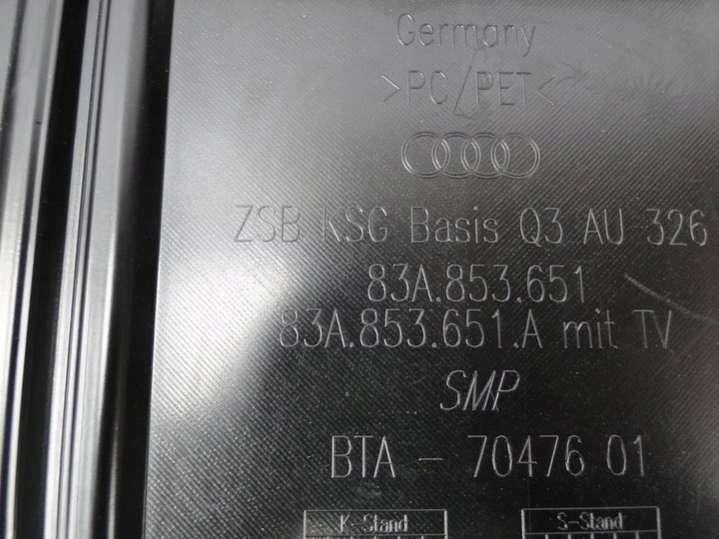 Germany
>PC/PET<
ZSB KSG Basis Q3 AU 326
83A.853.651
83A.853.651.A mit TV
SMP
BTA - 70476 01
K-Stand S-Stand